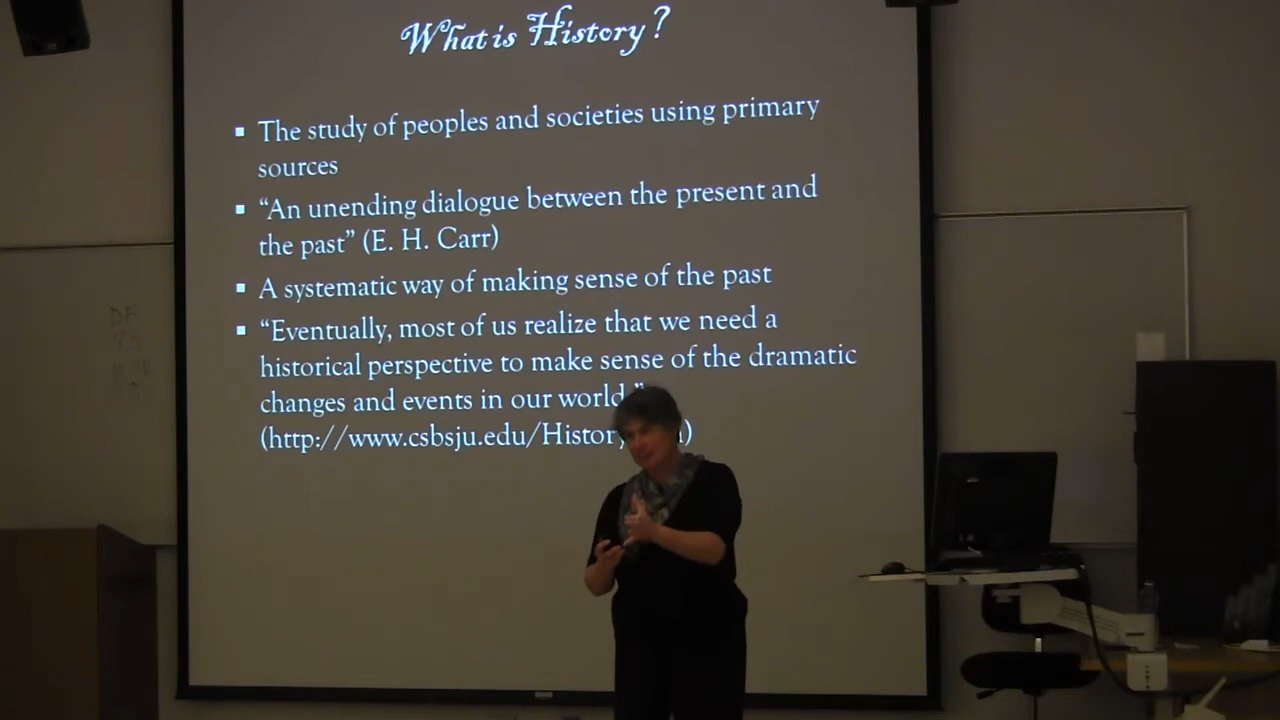 What is History?
▪ The study of peoples and societies using primary
sources
▪ “An unending dialogue between the present and
the past” (E. H. Carr)
▪ A systematic way of making sense of the past
▪ “Eventually, most of us realize that we need a
historical perspective to make sense of the dramatic
changes and events in our world.”
(http://www.csbsju.edu/History